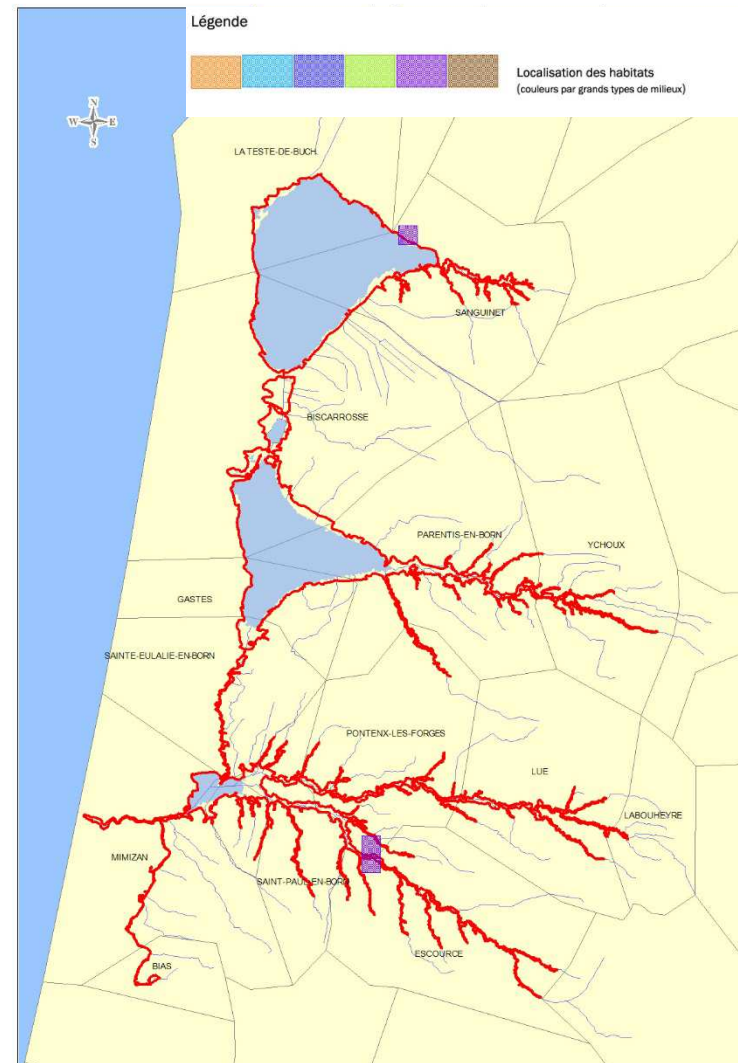 Légende
Localisation des habitats
(couleurs par grands types de milieux)
N
W E
S
LA TESTE-DE-BUCH
SANGUINET
BISCARROSSE
PARENTIS-EN-BORN
YCHOUX
GASTES
SAINTE-EULALIE-EN-BORN
PONTENX-LES-FORGES
LUE
LABOUHEYRE
MIMIZAN
SAINT-PAUL-EN-BORN
ESCOURCE
BIAS